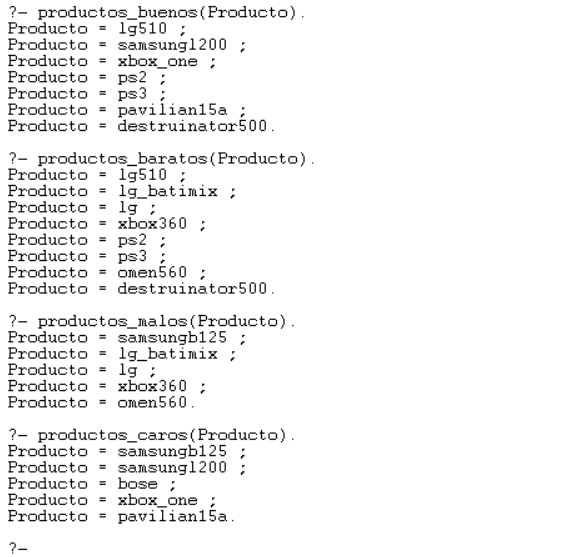 ?- productos_buenos(Producto).
Producto = lg510 ;
Producto = samsungl200 ;
Producto = xbox_one ;
Producto = ps2 ;
Producto = ps3 ;
Producto = pavilian15a ;
Producto = destruinator500.
?- productos_baratos(Producto).
Producto = lg510 ;
Producto = lg_batimix ;
Producto = lg ;
Producto = xbox360 ;
Producto = ps2 ;
Producto = ps3 ;
Producto = omen560 ;
Producto = destruinator500.
?- productos_malos(Producto).
Producto = samsungb125 ;
Producto = lg_batimix ;
Producto = lg ;
Producto = xbox360 ;
Producto = omen560.
?- productos_caros(Producto).
Producto = samsungb125 ;
Producto = samsungl200 ;
Producto = bose ;
Producto = xbox_one ;
Producto = pavilian15a.
?-